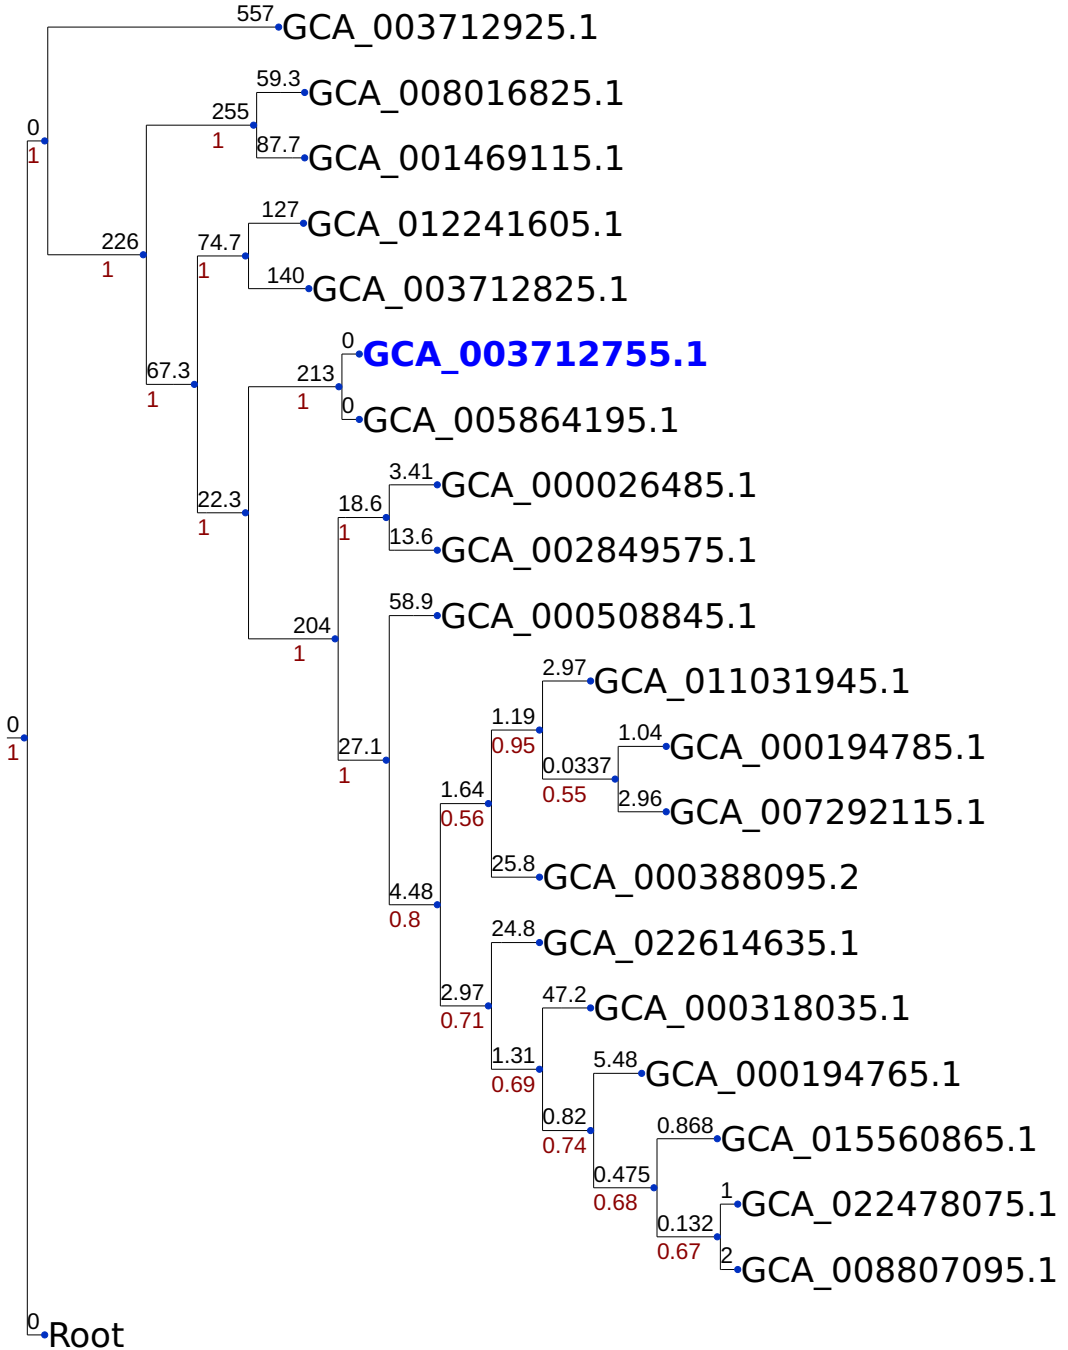 557
GCA_003712925.1
59.3
GCA_008016825.1
255
1
0
1
87.7
GCA_001469115.1
127
GCA_012241605.1
226
1
74.7
1
140
GCA_003712825.1
0
GCA_003712755.1
67.3
1
213
1
0
GCA_005864195.1
3.41
GCA_000026485.1
22.3
1
18.6
1
13.6
GCA_002849575.1
58.9
GCA_000508845.1
204
1
2.97
GCA_011031945.1
1.19
0.95
0
1
27.1
1
1.04
GCA_000194785.1
0.0337
0.55
1.64
0.56
2.96
GCA_007292115.1
25.8
GCA_000388095.2
4.48
0.8
24.8
GCA_022614635.1
2.97
0.71
47.2
GCA_000318035.1
1.31
0.69
5.48
GCA_000194765.1
0.82
0.74
0.868
GCA_015560865.1
0.475
0.68
1
GCA_022478075.1
0.132
0.67
2
GCA_008807095.1
0
Root